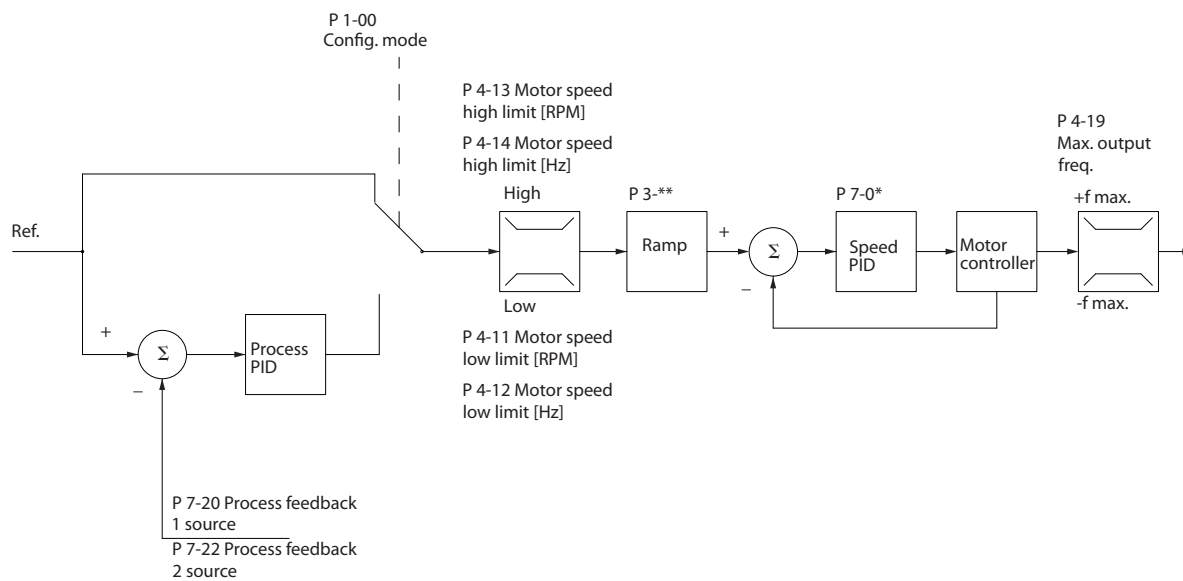 P 1-00
Config. mode
P 4-13 Motor speed
high limit [RPM]
P 4-14 Motor speed
high limit [Hz]
P 4-19
Max. output
freq.
High
P 3-**
P 7-0*
+f max.
Ref.
+
Ramp
Σ
Speed
PID
Motor
controller
_
Low
-f max.
+
Σ
Process
PID
P 4-11 Motor speed
low limit [RPM]
_
P 4-12 Motor speed
low limit [Hz]
P 7-20 Process feedback
1 source
P 7-22 Process feedback
2 source